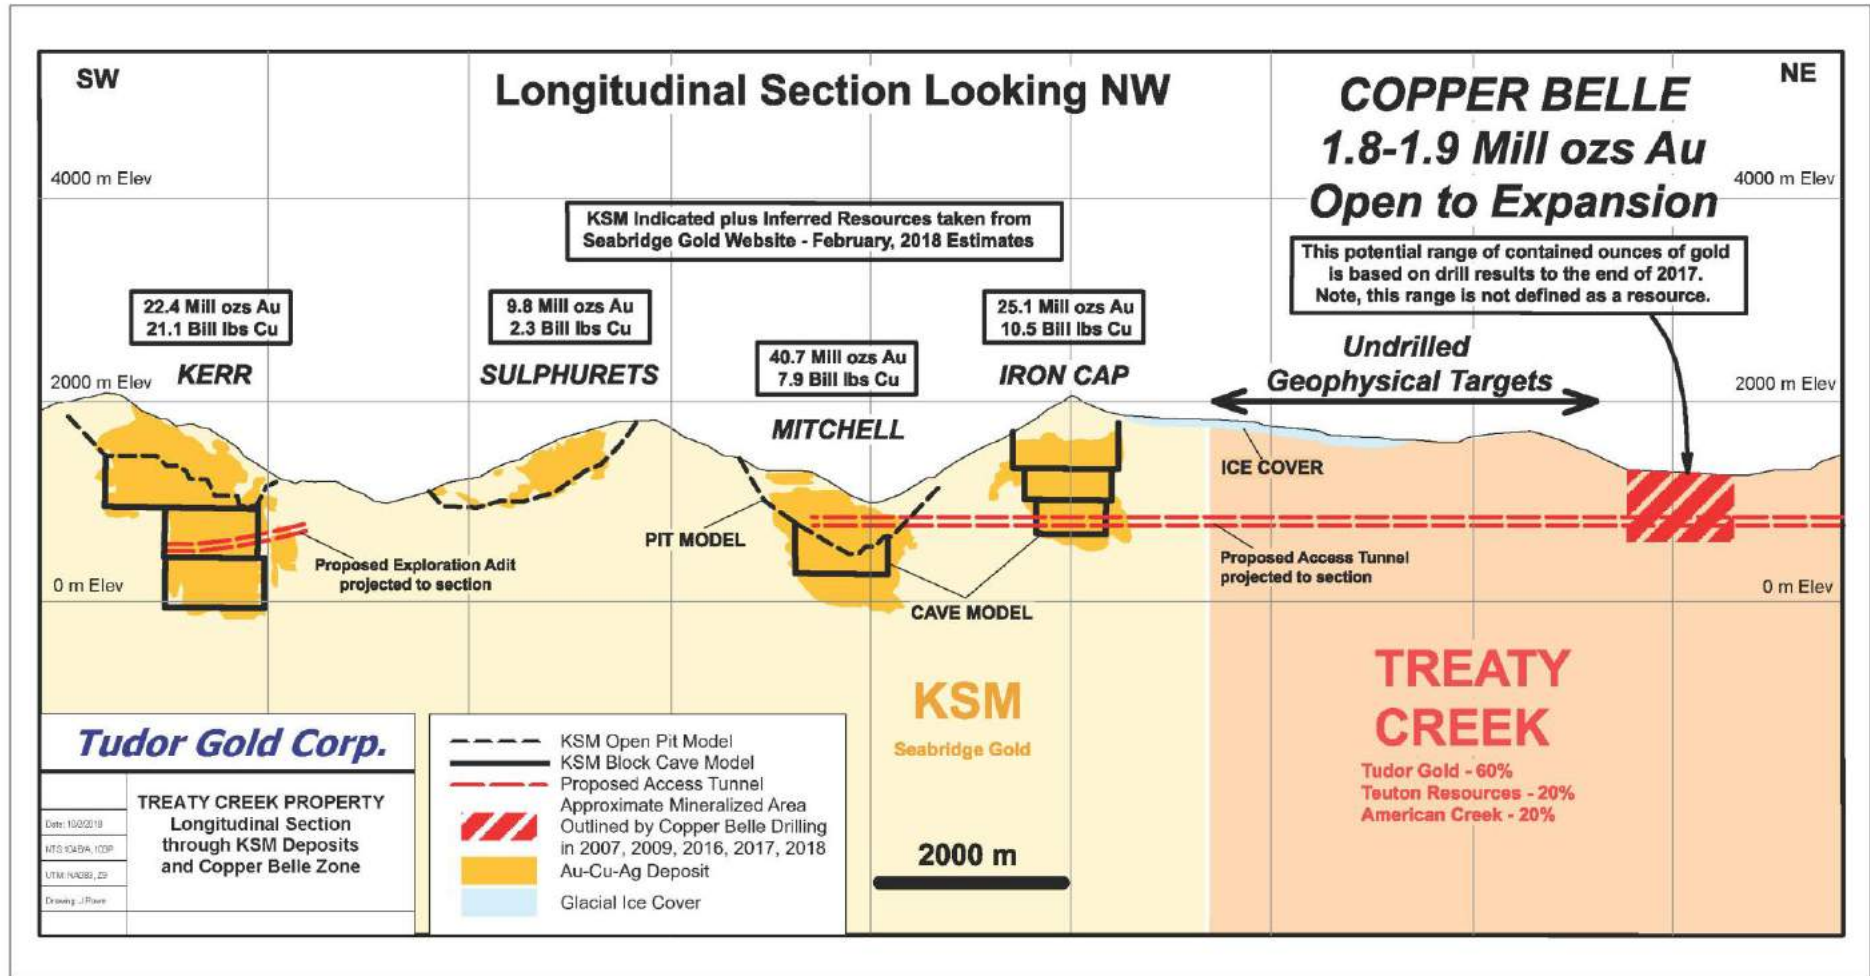 SW
Longitudinal Section Looking NW
NE
COPPER BELLE
1.8-1.9 Mill ozs Au
Open to Expansion
4000 m Elev
4000 m Elev
KSM Indicated plus Inferred Resources taken from
Seabridge Gold Website - February, 2018 Estimates
This potential range of contained ounces of gold
is based on drill results to the end of 2017.
Note, this range is not defined as a resource.
22.4 Mill ozs Au
21.1 Bill lbs Cu
KERR
9.8 Mill ozs Au
2.3 Bill lbs Cu
SULPHURETS
40.7 Mill ozs Au
7.9 Bill lbs Cu
MITCHELL
25.1 Mill ozs Au
10.5 Bill lbs Cu
IRON CAP
Undrilled
Geophysical Targets
2000 m Elev
2000 m Elev
ICE COVER
PIT MODEL
Proposed Exploration Adit
projected to section
Proposed Access Tunnel
projected to section
0 m Elev
0 m Elev
CAVE MODEL
KSM
Seabridge Gold
TREATY
CREEK
Tudor Gold - 60%
Teuton Resources - 20%
American Creek - 20%
Tudor Gold Corp.
TREATY CREEK PROPERTY
Longitudinal Section
through KSM Deposits
and Copper Belle Zone
Date:
UTM: NAD83, Z9
Drawing: J Rowe
KSM Open Pit Model
KSM Block Cave Model
Proposed Access Tunnel
Approximate Mineralized Area
Outlined by Copper Belle Drilling
in 2007, 2009, 2016, 2017, 2018
Au-Cu-Ag Deposit
Glacial Ice Cover
2000 m